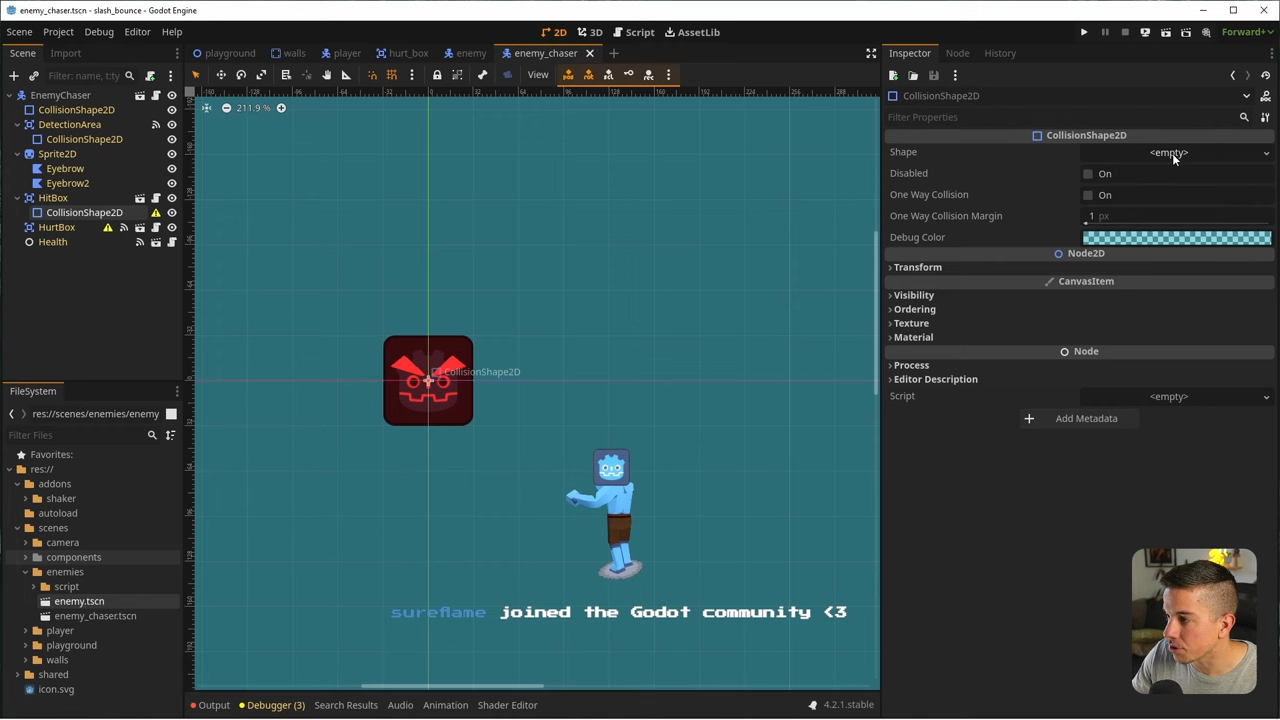 enemy_chaser.tscn - slash_bounce - Godot Engine
Scene Project Debug Editor Help
2D 3D Script AssetLib
Forward+
Scene Import
playground walls player hurt_box enemy enemy_chaser
Inspector Node History
Filter: name, t:ty
View
211.9 %
EnemyChaser
CollisionShape2D
DetectionArea
CollisionShape2D
Sprite2D
Eyebrow
Eyebrow2
HitBox
CollisionShape2D
HurtBox
Health
CollisionShape2D
sureflame joined the Godot community <3
CollisionShape2D
Filter Properties
CollisionShape2D
Shape <empty>
Disabled On
One Way Collision On
One Way Collision Margin 1 px
Debug Color
Node2D
Transform
CanvasItem
Visibility
Ordering
Texture
Material
Node
Process
Editor Description
Script <empty>
Add Metadata
FileSystem
res://scenes/enemies/enemy
Filter Files
Favorites:
res://
addons
shaker
autoload
scenes
camera
components
enemies
script
enemy.tscn
enemy_chaser.tscn
player
playground
walls
shared
icon.svg
Output Debugger (3) Search Results Audio Animation Shader Editor
4.2.1.stable